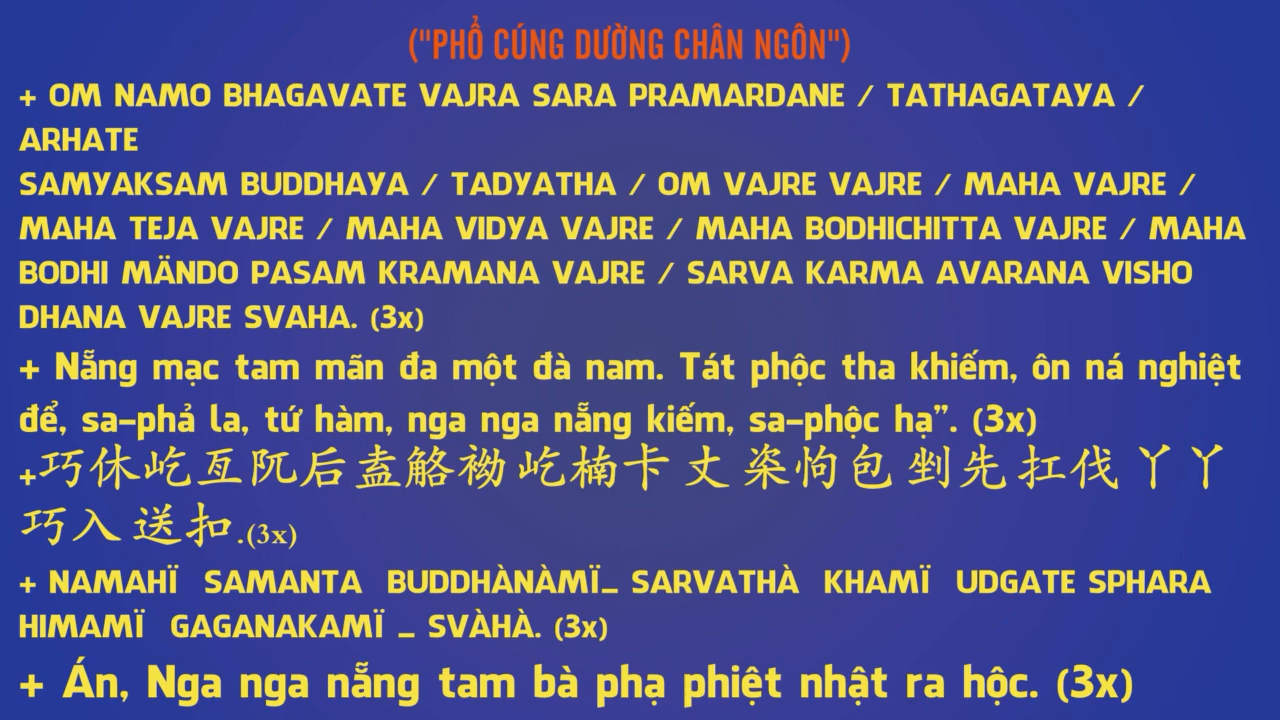 ("PHỔ CÚNG DƯỜNG CHÂN NGÔN")
+ OM NAMO BHAGAVATE VAJRA SARA PRAMARDANE / TATHAGATAYA /
ARHATE
SAMYAKSAM BUDDHAYA / TADYATHA / OM VAJRE VAJRE / MAHA VAJRE /
MAHA TEJA VAJRE / MAHA VIDYA VAJRE / MAHA BODHICHITTA VAJRE / MAHA
BODHI MÄNDO PASAM KRAMANA VAJRE / SARVA KARMA AVARANA VISHO
DHANA VAJRE SVAHA. (3x)
+ Nẵng mạc tam mãn đa một đà nam. Tát phộc tha khiếm, ôn ná nghiệt
để, sa-phả la, tứ hàm, nga nga nẵng kiếm, sa-phộc hạ”. (3x)
+巧休屹亙阢后盍觡袎屹楠卡丈粢怐包剉先扛伐丫丫
巧入送扣.(3x)
+ NAMAHÏ SAMANTA BUDDHÀNÀMÏ_ SARVATHÀ KHAMÏ UDGATE SPHARA
HIMAMÏ GAGANAKAMÏ _ SVÀHÀ. (3x)
+ Án, Nga nga nẵng tam bà phạ phiệt nhật ra hộc. (3x)